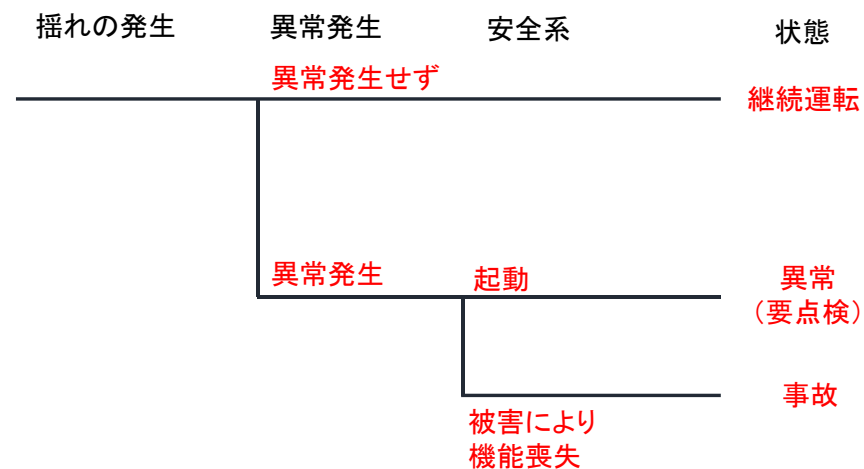 揺れの発生
異常発生
安全系
状態
異常発生せず
継続運転
異常発生
起動
異常
（要点検）
事故
被害により
機能喪失